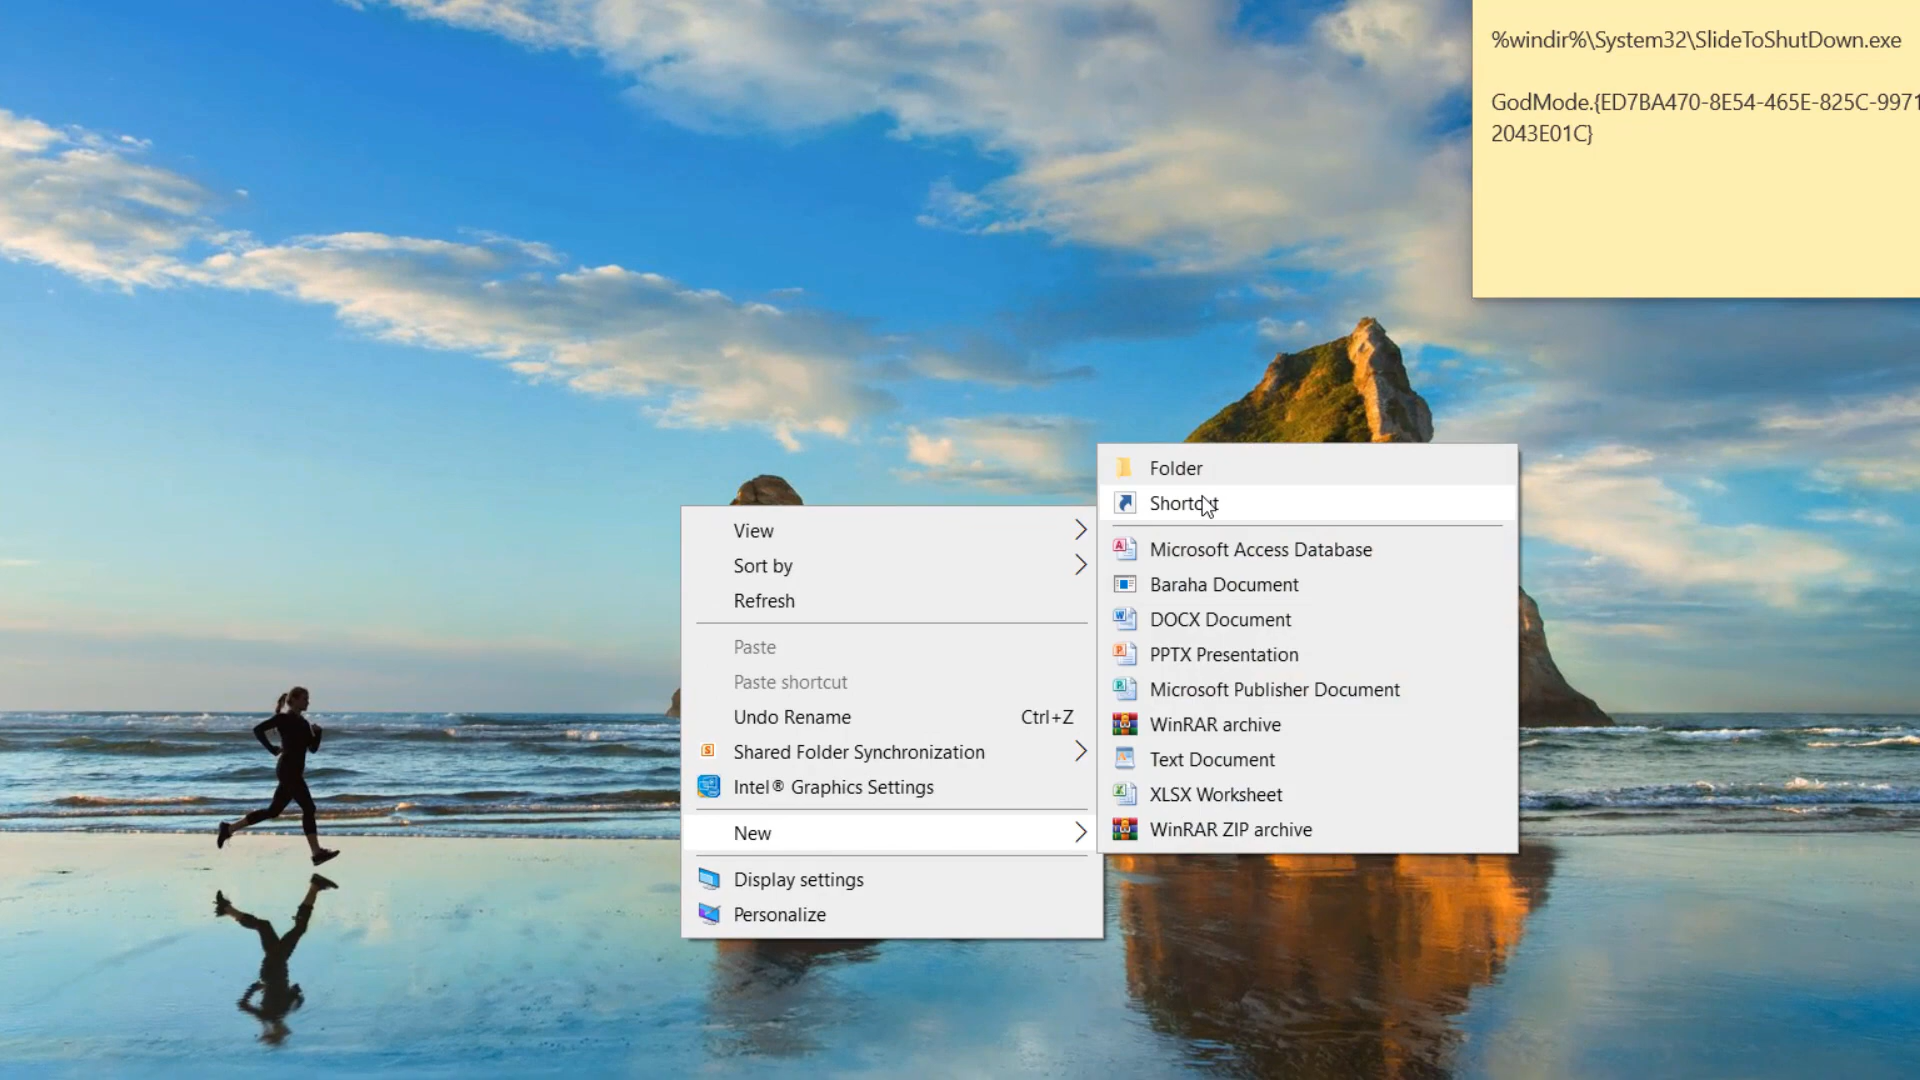 %windir%\System32\SlideToShutDown.exe
GodMode.{ED7BA470-8E54-465E-825C-9971
2043E01C}
Folder
Shortcut
Microsoft Access Database
Baraha Document
DOCX Document
PPTX Presentation
Microsoft Publisher Document
WinRAR archive
Text Document
XLSX Worksheet
WinRAR ZIP archive
View
Sort by
Refresh
Paste
Paste shortcut
Undo Rename Ctrl+Z
Shared Folder Synchronization
Intel® Graphics Settings
New
Display settings
Personalize